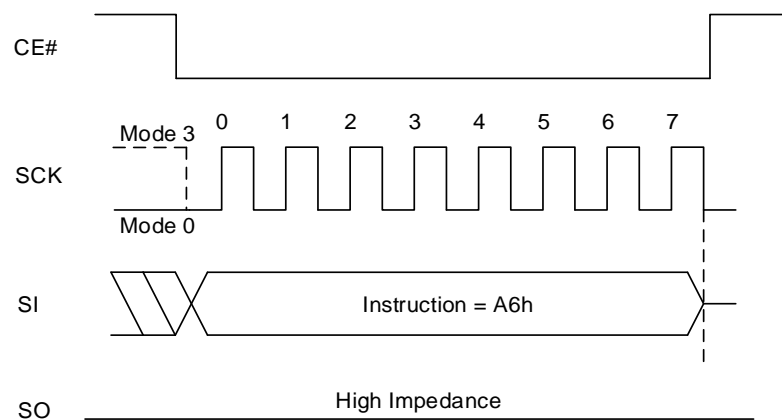 CE#
0 1 2 3 4 5 6 7
Mode 3
SCK
Mode 0
SI
Instruction = A6h
High Impedance
SO